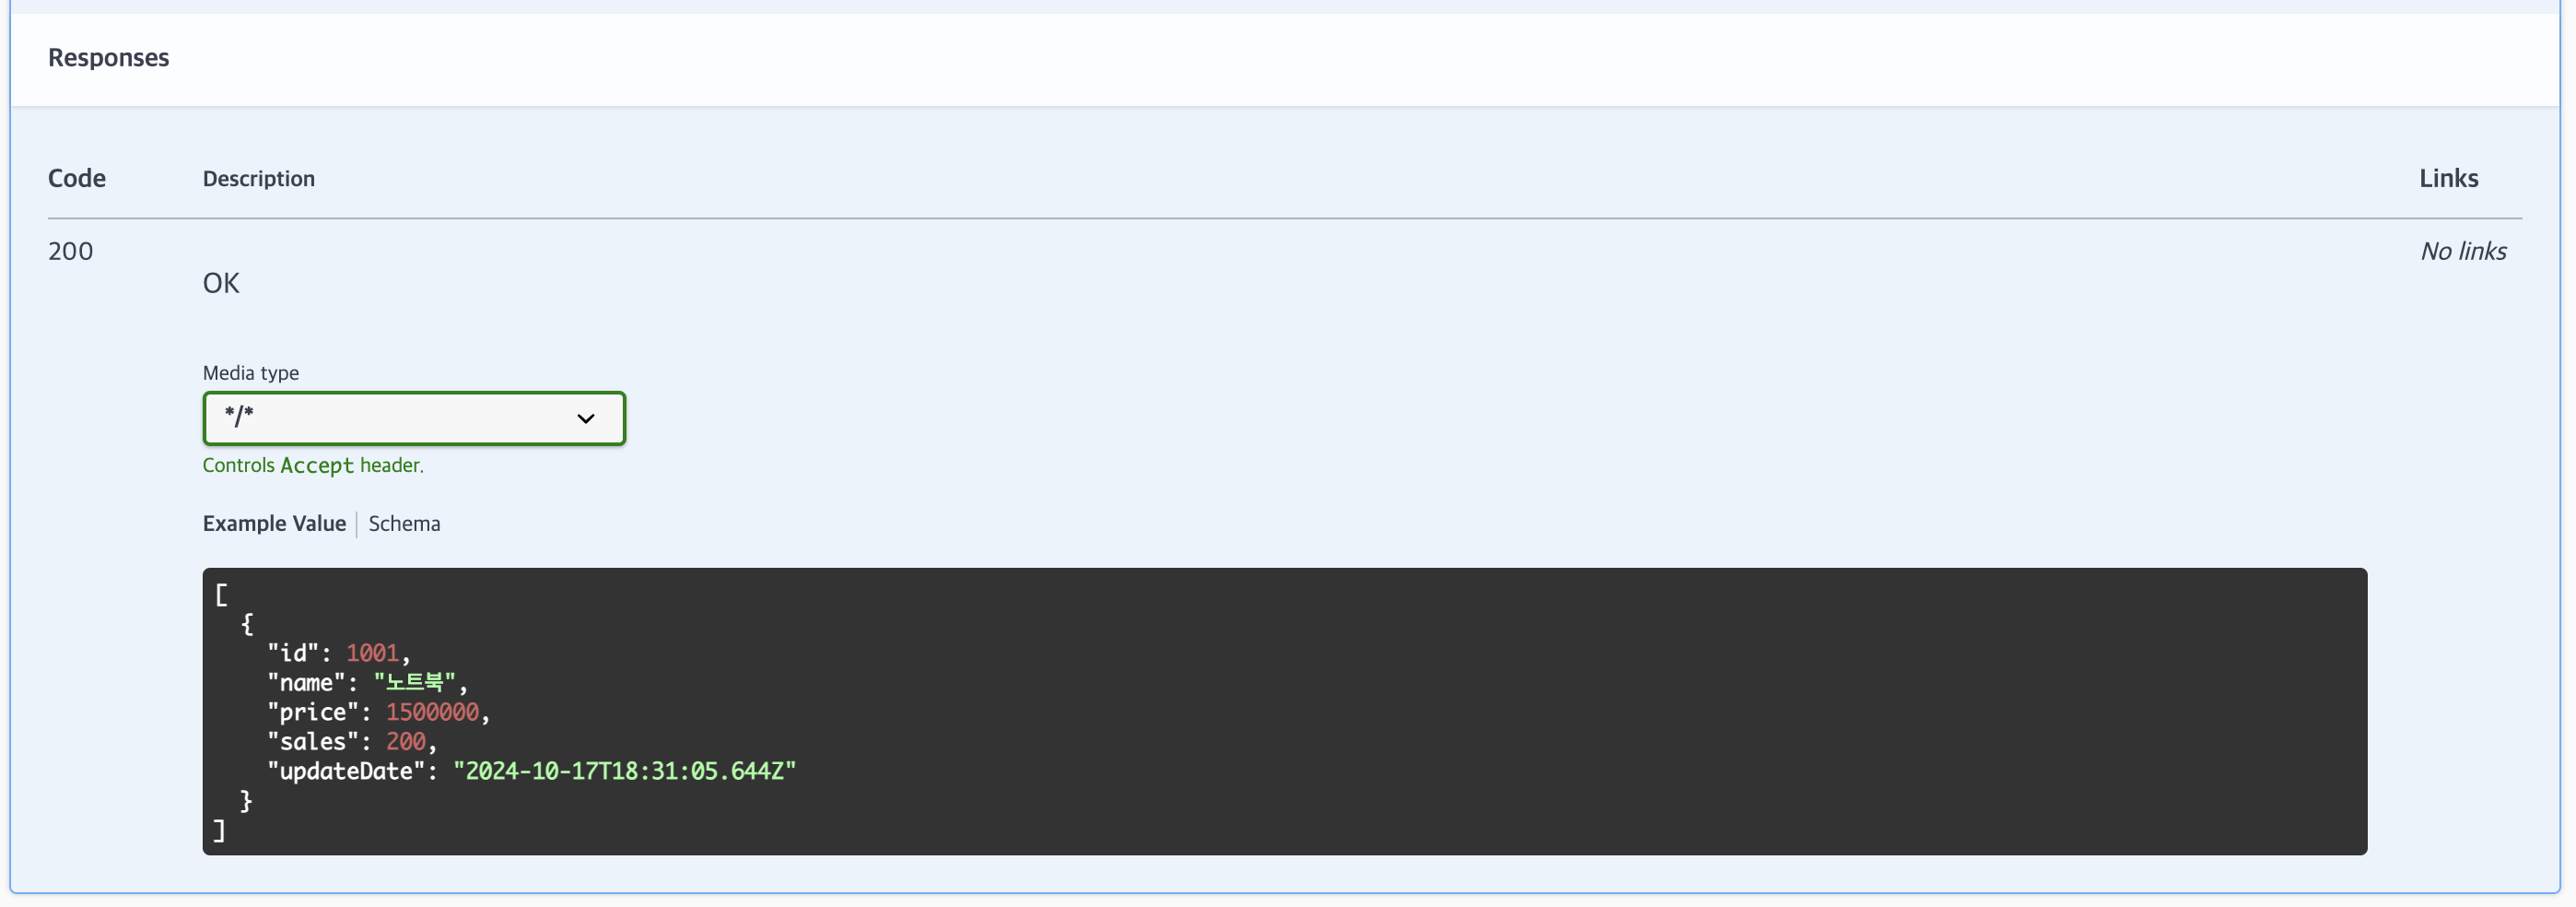 Responses
Code Description Links
200 No links
OK
Media type
*/*
Controls Accept header.
Example Value Schema
[
{
"id": 1001,
"name": "노트북",
"price": 1500000,
"sales": 200,
"updateDate": "2024-10-17T18:31:05.644Z"
}
]